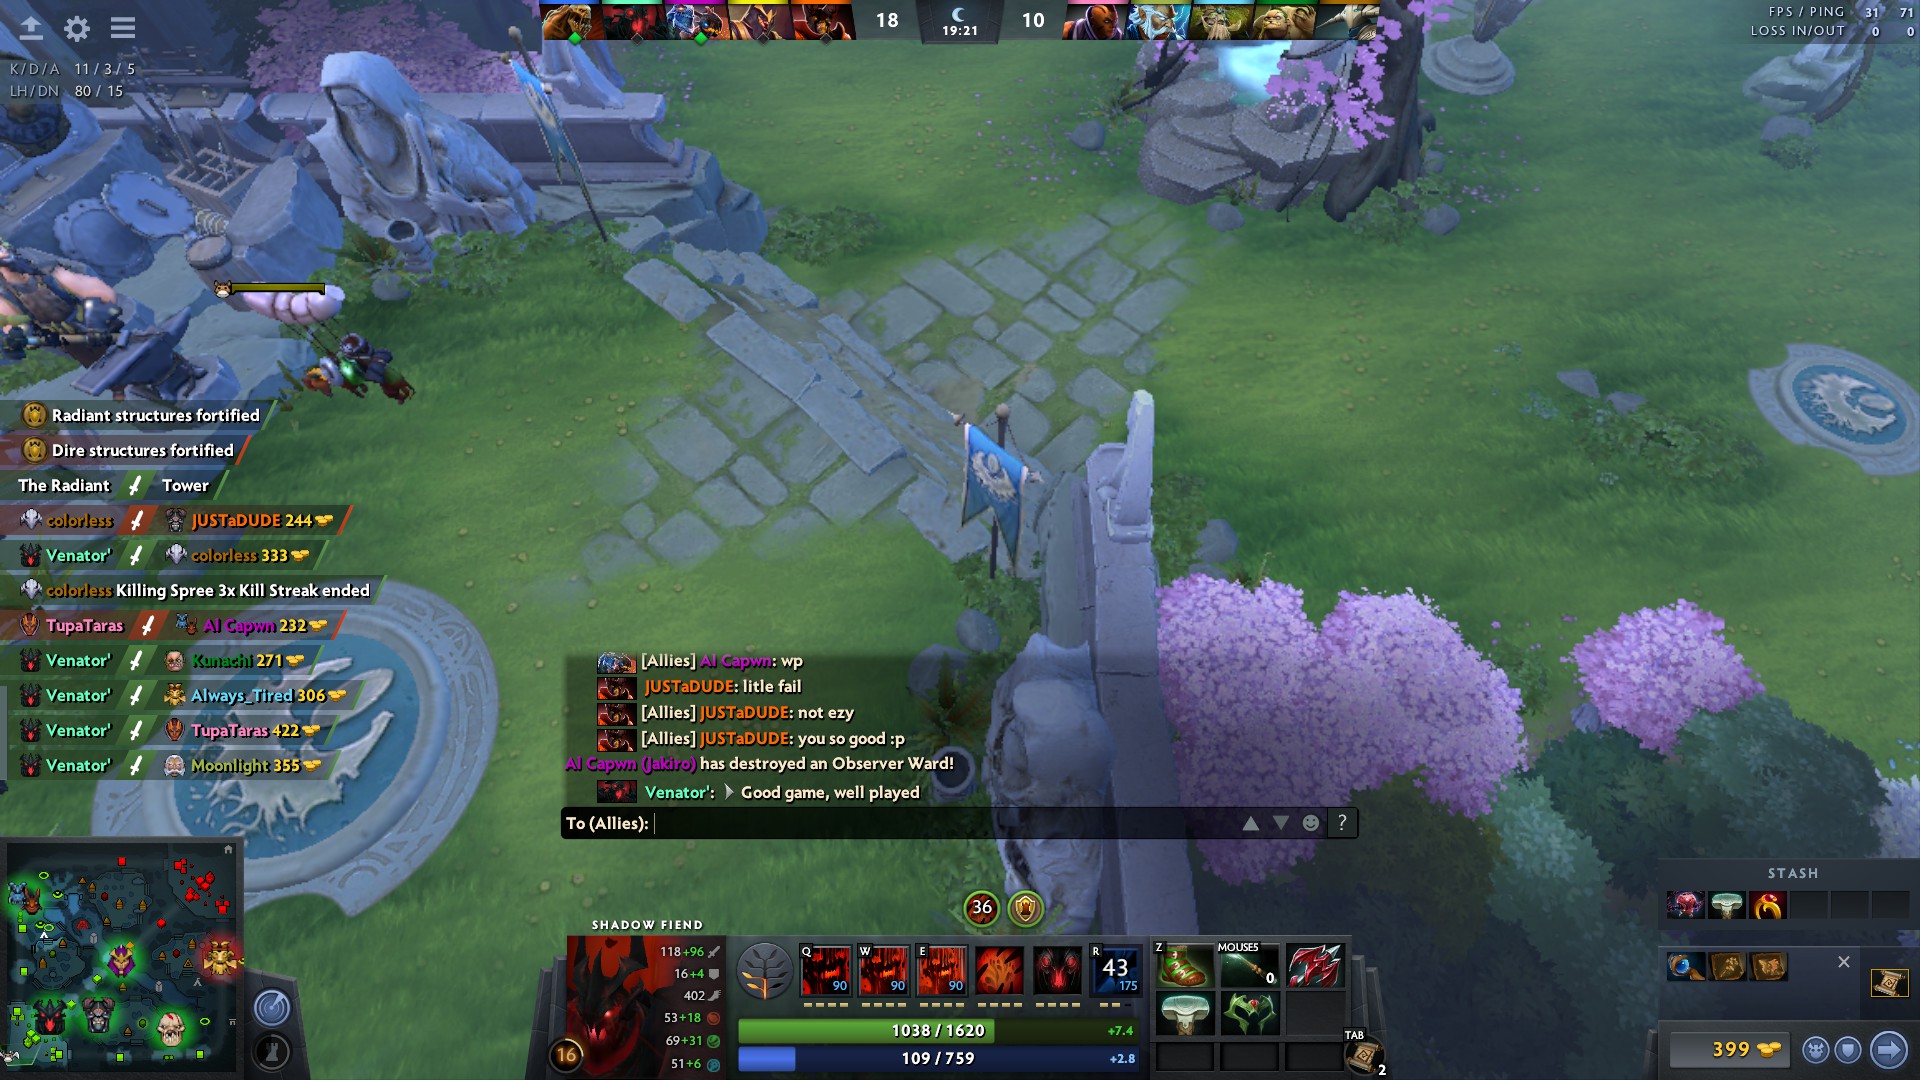 18
19:21
10
FPS / PING 31 71
LOSS IN/OUT 0 0
K/D/A 11 / 3 / 5
LH/DN 80 / 15
Radiant structures fortified
Dire structures fortified
The Radiant Tower
colorless JUSTaDUDE 244
Venator' colorless 333
colorless Killing Spree 3x Kill Streak ended
TupaTaras Al Capwn 232
Venator' Kunachi 271
Venator' Always_Tired 306
Venator' TupaTaras 422
Venator' Moonlight 355
[Allies] Al Capwn: wp
JUSTaDUDE: litle fail
[Allies] JUSTaDUDE: not ezy
[Allies] JUSTaDUDE: you so good :p
Al Capwn (Jakiro) has destroyed an Observer Ward!
Venator': Good game, well played
To (Allies):
?
STASH
36
SHADOW FIEND
118+96
16+4
402
53+18
69+31
51+6
16
Q 90
W 90
E 90
R 43 175
1038 / 1620 +7.4
109 / 759 +2.8
Z
MOUSE5 0
TAB
2
399